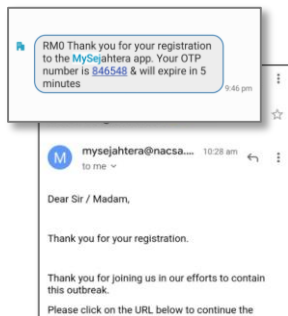 RM0 Thank you for your registration
to the MySejahtera app. Your OTP
number is 846548 & will expire in 5
minutes
9:46 pm
M
mysejahtera@nacsa.... 10:28 am
to me
Dear Sir / Madam,
Thank you for your registration.
Thank you for joining us in our efforts to contain
this outbreak.
Please click on the URL below to continue the